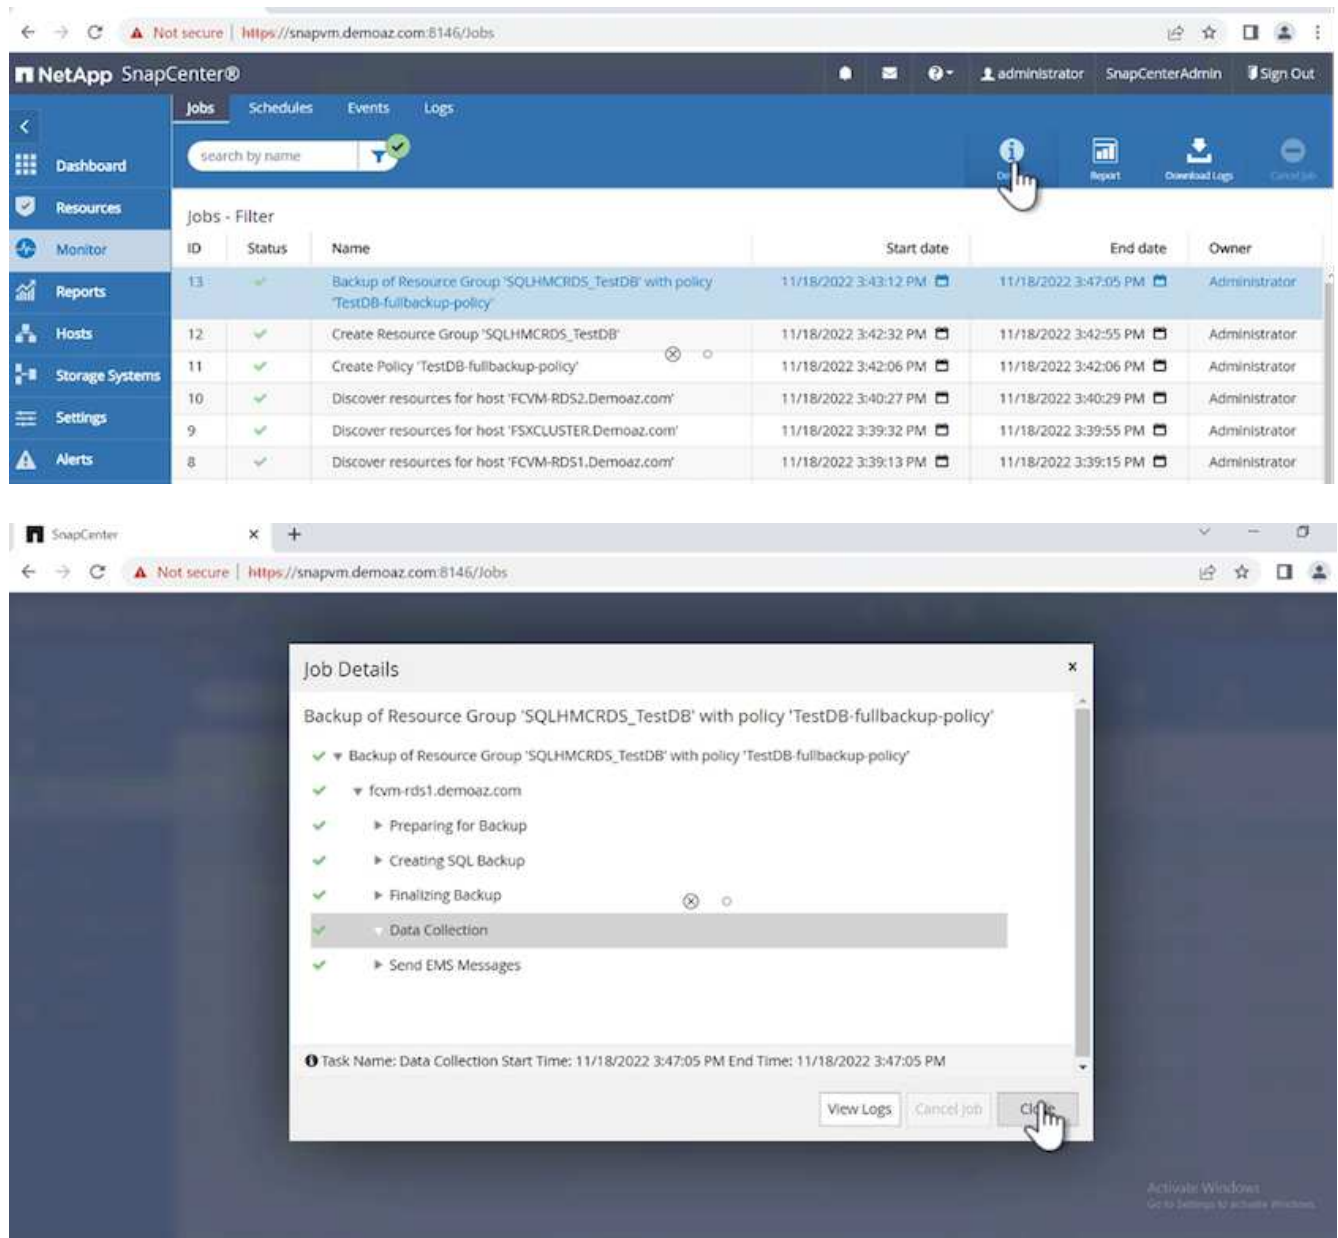 Not secure | https://snapvm.demoaz.com:8146/Jobs
NetApp SnapCenter® administrator SnapCenterAdmin Sign Out
Jobs Schedules Events Logs
search by name
Dashboard Report Download Logs Cancel Job
Resources
Jobs - Filter
Monitor ID Status Name Start date End date Owner
Reports 13 Backup of Resource Group 'SQLHMCRDS_TestDB' with policy 11/18/2022 3:43:12 PM 11/18/2022 3:47:05 PM Administrator
'TestDB-fullbackup-policy'
Hosts 12 Create Resource Group 'SQLHMCRDS_TestDB' 11/18/2022 3:42:32 PM 11/18/2022 3:42:55 PM Administrator
Storage Systems 11 Create Policy 'TestDB-fullbackup-policy' 11/18/2022 3:42:06 PM 11/18/2022 3:42:06 PM Administrator
Settings 10 Discover resources for host 'FCVM-RDS2.Demoaz.com' 11/18/2022 3:40:27 PM 11/18/2022 3:40:29 PM Administrator
9 Discover resources for host 'FSXCLUSTER.Demoaz.com' 11/18/2022 3:39:32 PM 11/18/2022 3:39:55 PM Administrator
Alerts 8 Discover resources for host 'FCVM-RDS1.Demoaz.com' 11/18/2022 3:39:13 PM 11/18/2022 3:39:15 PM Administrator
SnapCenter
Not secure | https://snapvm.demoaz.com:8146/Jobs
Job Details
Backup of Resource Group 'SQLHMCRDS_TestDB' with policy 'TestDB-fullbackup-policy'
Backup of Resource Group 'SQLHMCRDS_TestDB' with policy 'TestDB-fullbackup-policy'
fcvm-rds1.demoaz.com
Preparing for Backup
Creating SQL Backup
Finalizing Backup
Data Collection
Send EMS Messages
Task Name: Data Collection Start Time: 11/18/2022 3:47:05 PM End Time: 11/18/2022 3:47:05 PM
View Logs Cancel Job Close
Activate Windows
Go to Settings to activate Windows.